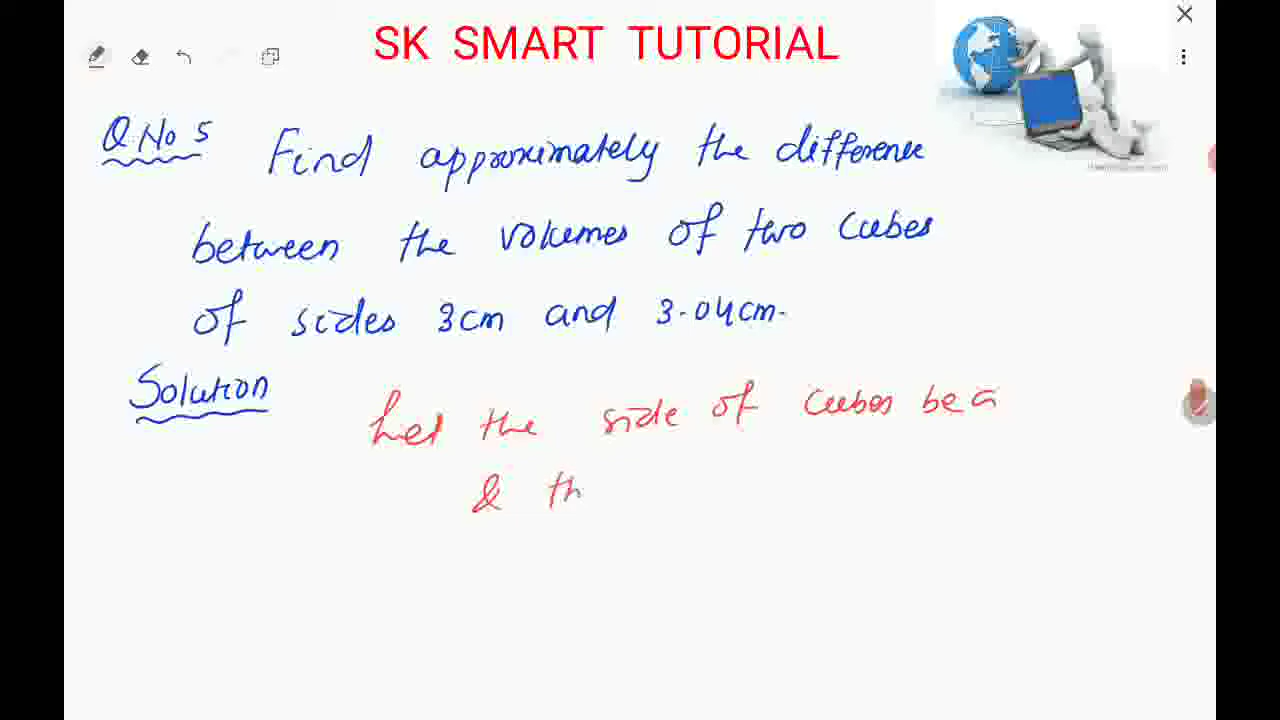 SK SMART TUTORIAL
Q.No 5 Find approximately the difference
between the volumes of two cubes
of sides 3cm and 3.04cm.
Solution
Let the side of cubes be a
& th